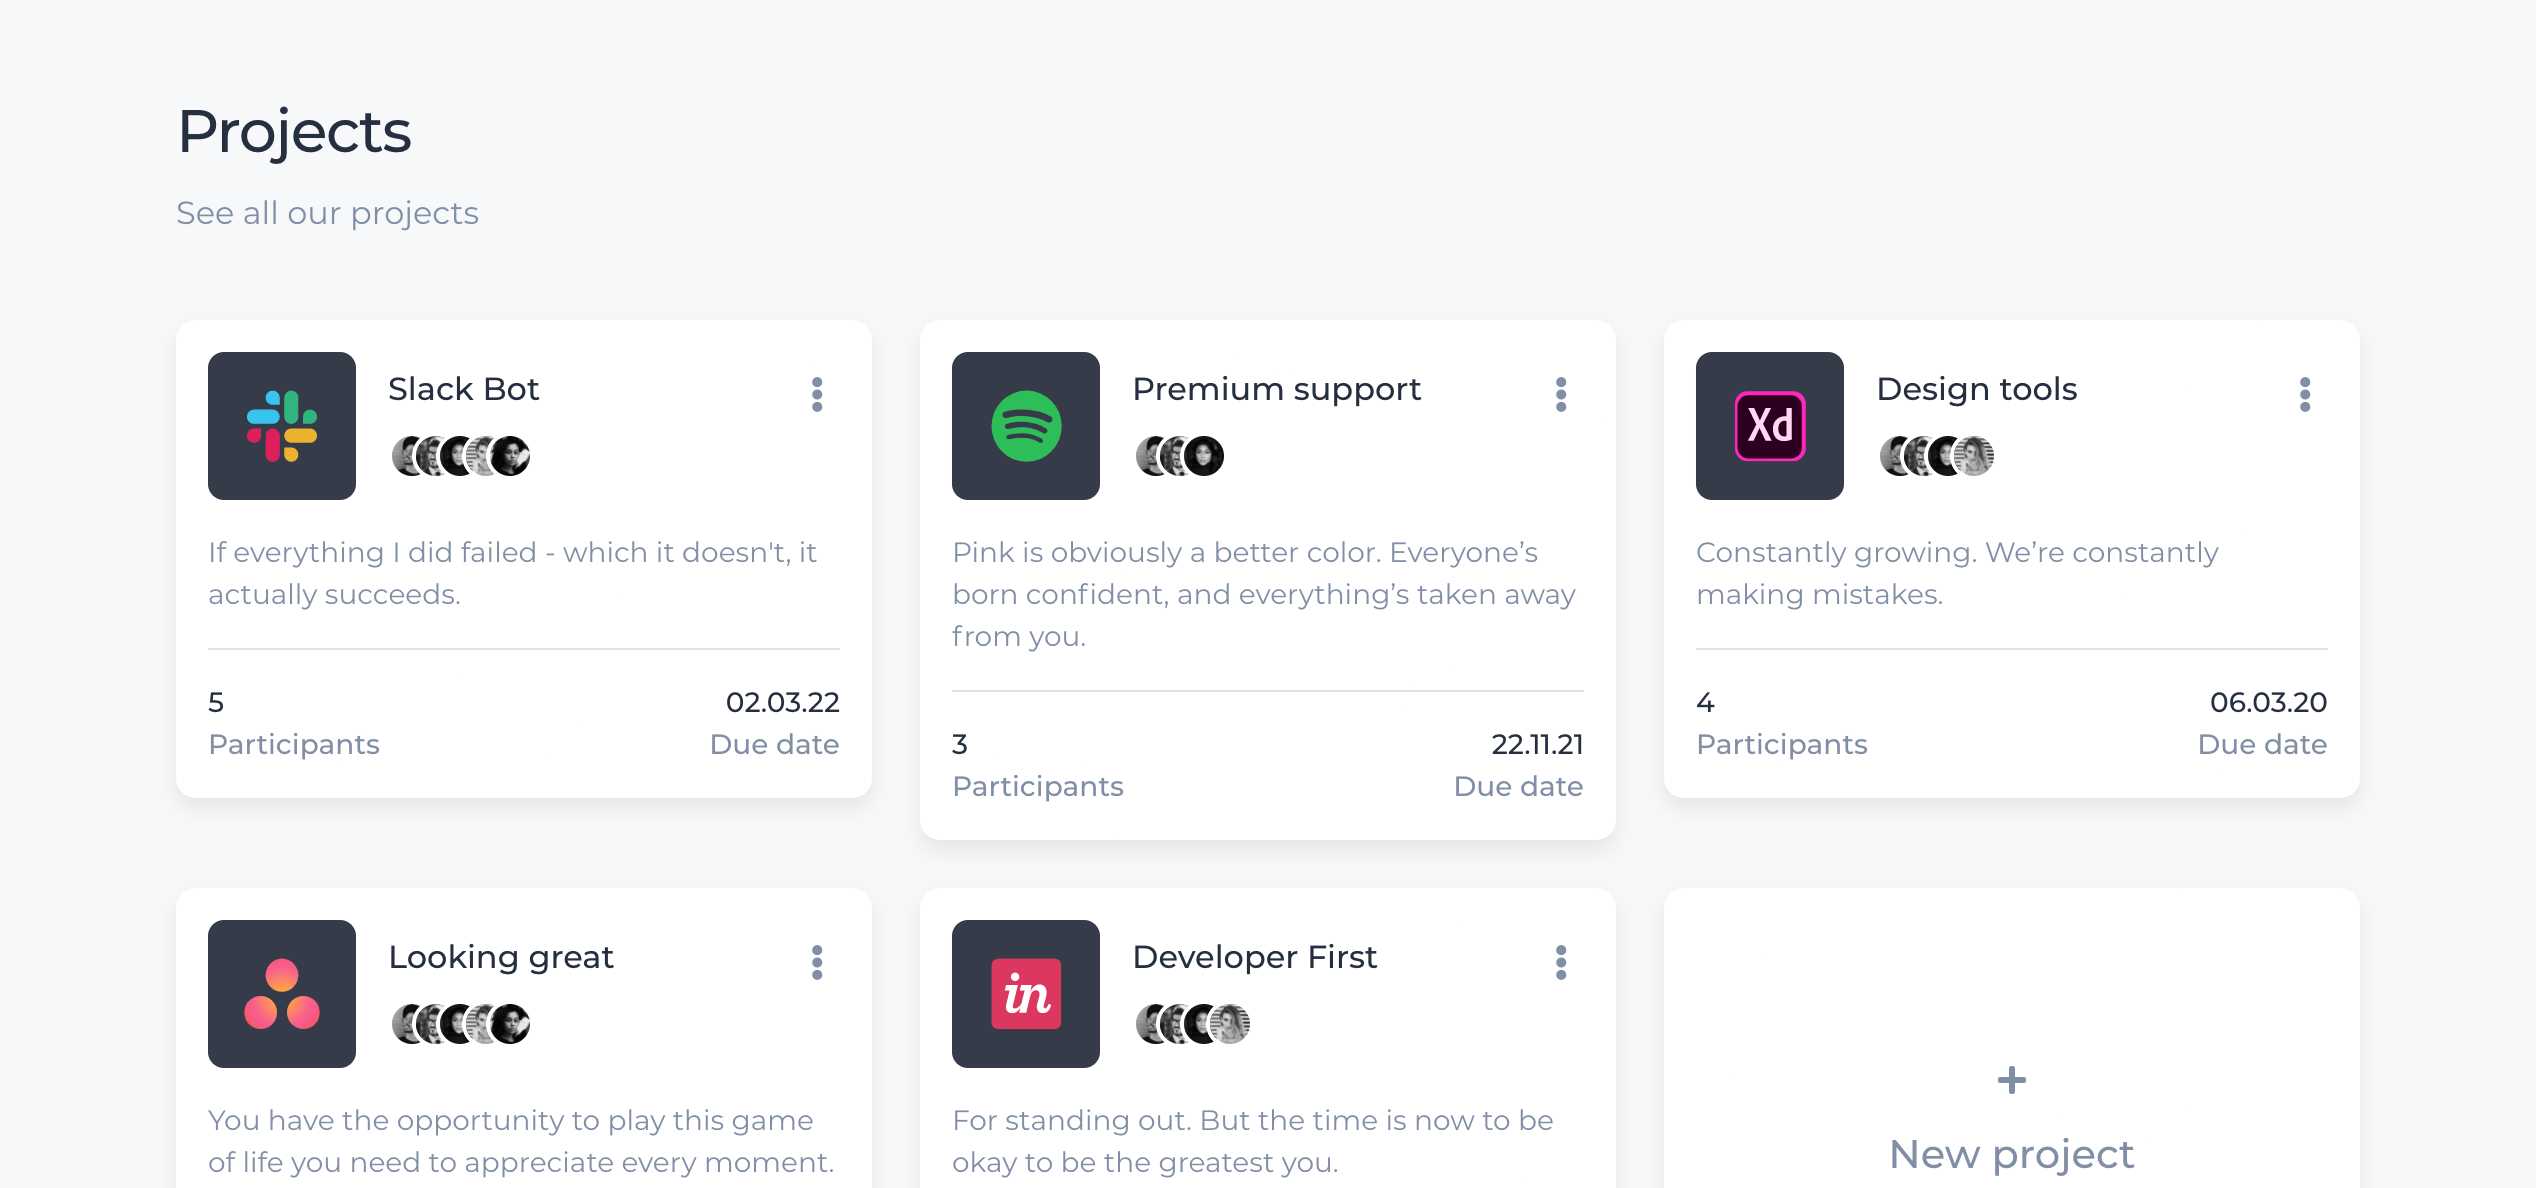 Projects
See all our projects
Slack Bot
If everything I did failed - which it doesn't, it
actually succeeds.
5
02.03.22
Participants
Due date
Premium support
Pink is obviously a better color. Everyone’s
born confident, and everything’s taken away
from you.
3
22.11.21
Participants
Due date
Xd
Design tools
Constantly growing. We’re constantly
making mistakes.
4
06.03.20
Participants
Due date
Looking great
You have the opportunity to play this game
of life you need to appreciate every moment.
in
Developer First
For standing out. But the time is now to be
okay to be the greatest you.
+
New project